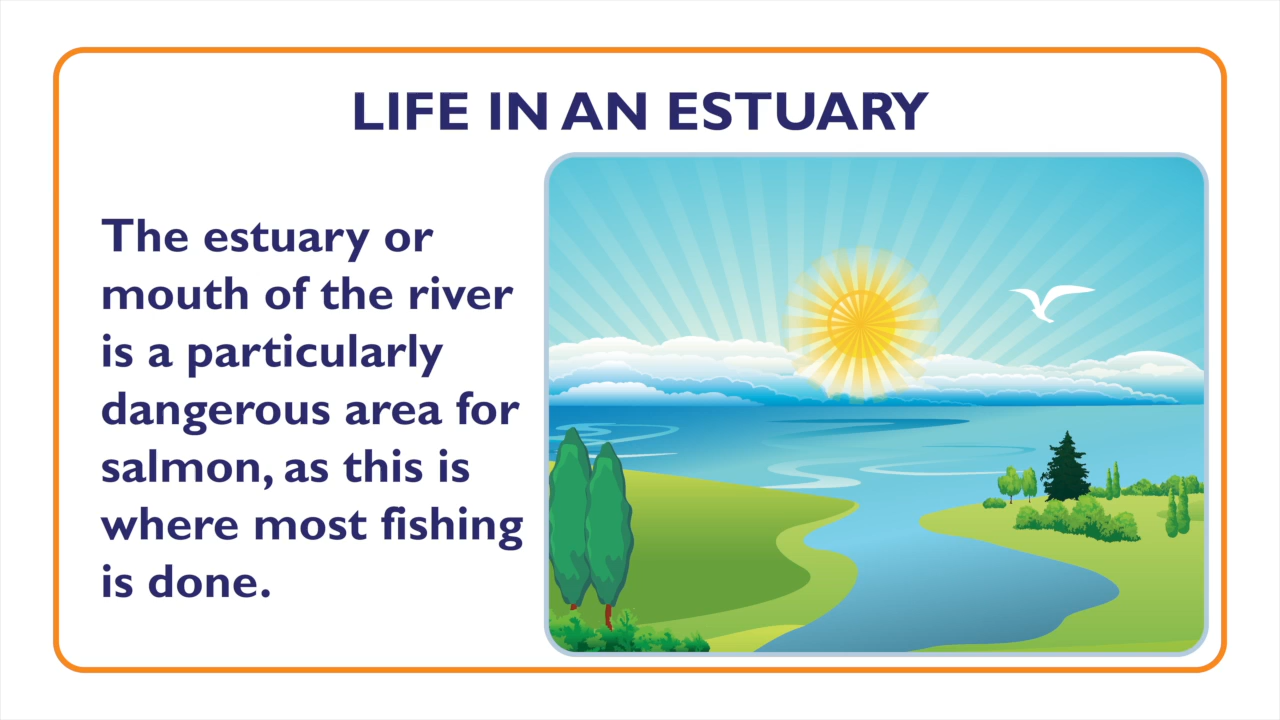 LIFE IN AN ESTUARY
The estuary or
mouth of the river
is a particularly
dangerous area for
salmon, as this is
where most fishing
is done.